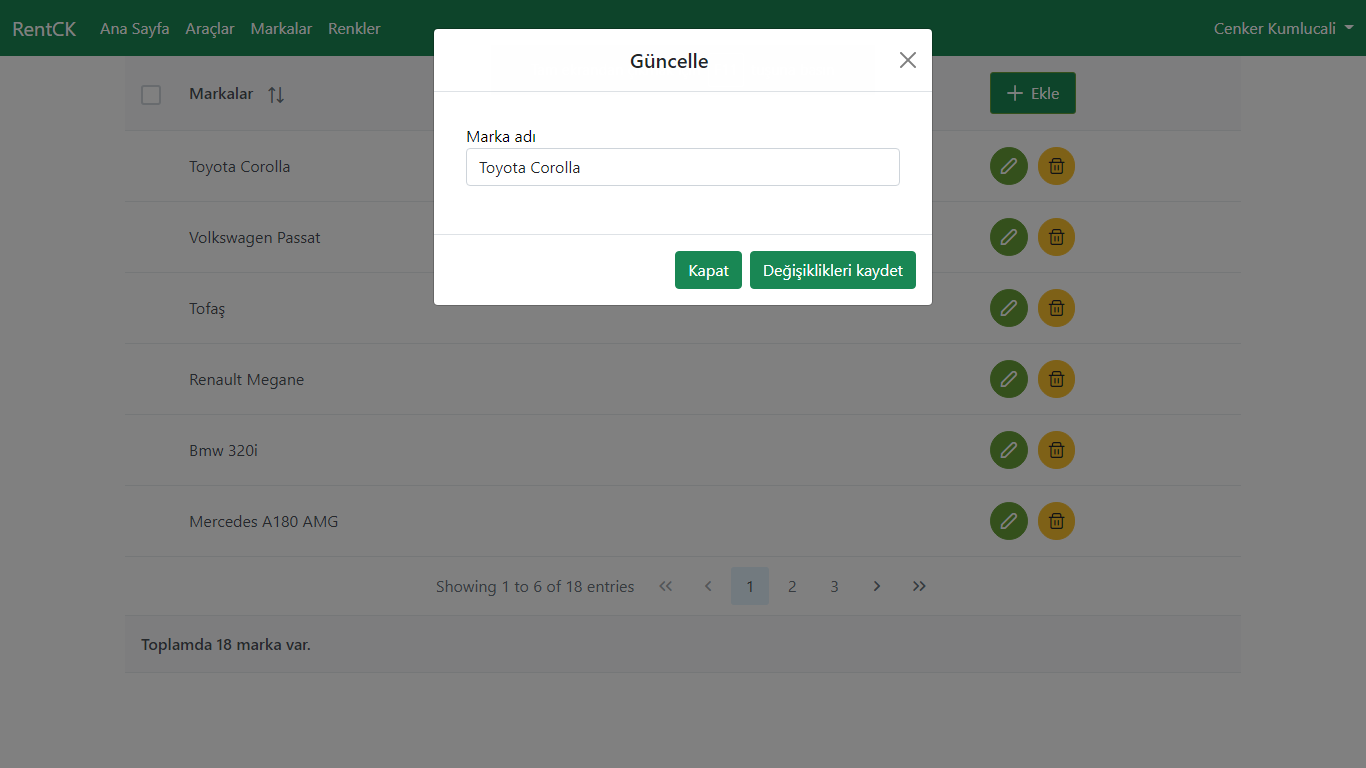 RentCK Ana Sayfa Araçlar Markalar Renkler Cenker Kumlucali
Güncelle
Marka adı
Toyota Corolla
Kapat Değişiklikleri kaydet
Markalar Ekle
Toyota Corolla
Volkswagen Passat
Tofaş
Renault Megane
Bmw 320i
Mercedes A180 AMG
Showing 1 to 6 of 18 entries 1 2 3
Toplamda 18 marka var.